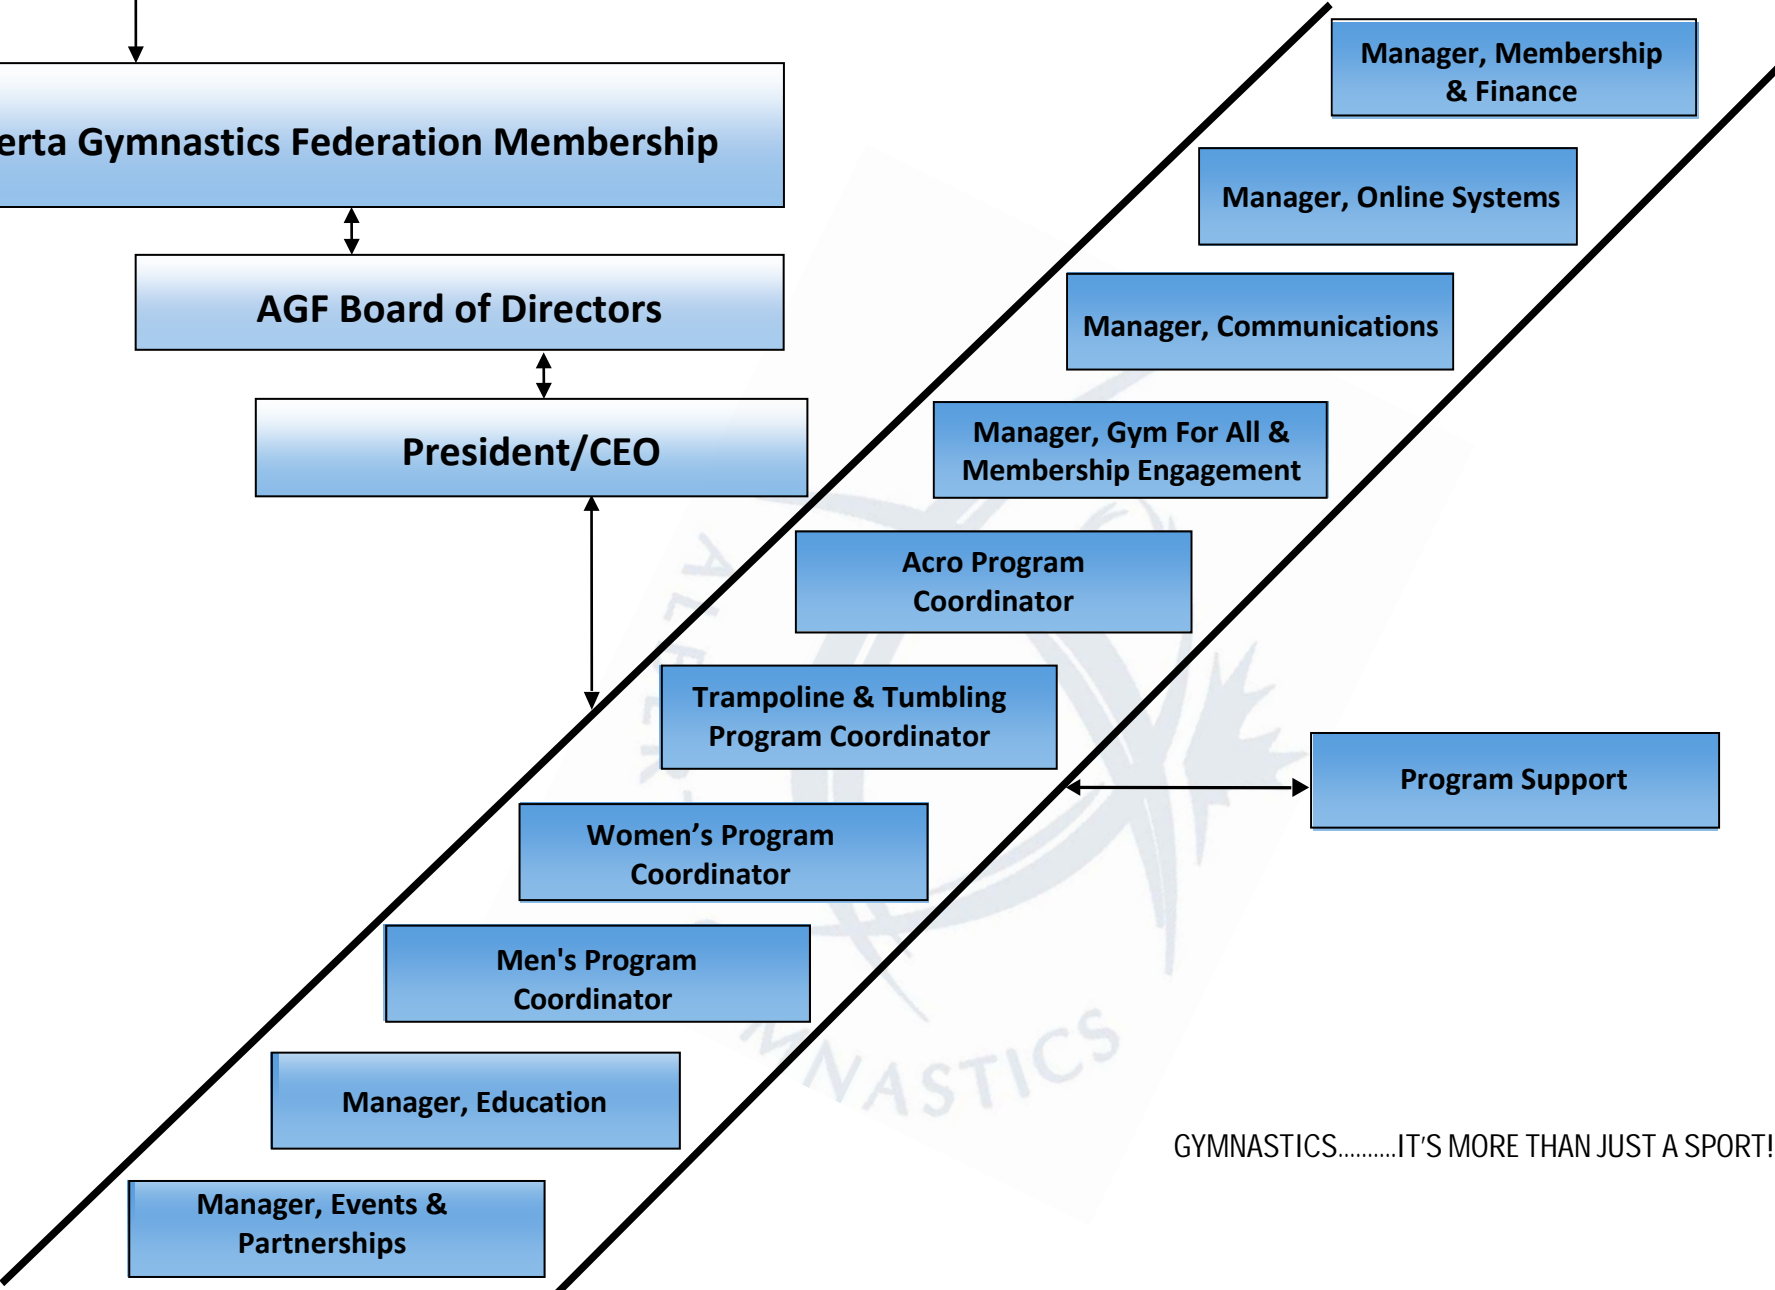 Manager, Membership
& Finance
erta Gymnastics Federation Membership
Manager, Online Systems
AGF Board of Directors
Manager, Communications
President/CEO
Manager, Gym For All &
Membership Engagement
Acro Program
Coordinator
Trampoline & Tumbling
Program Coordinator
Program Support
Women’s Program
Coordinator
Men's Program
Coordinator
Manager, Education
GYMNASTICS..........IT’S MORE THAN JUST A SPORT!
Manager, Events &
Partnerships